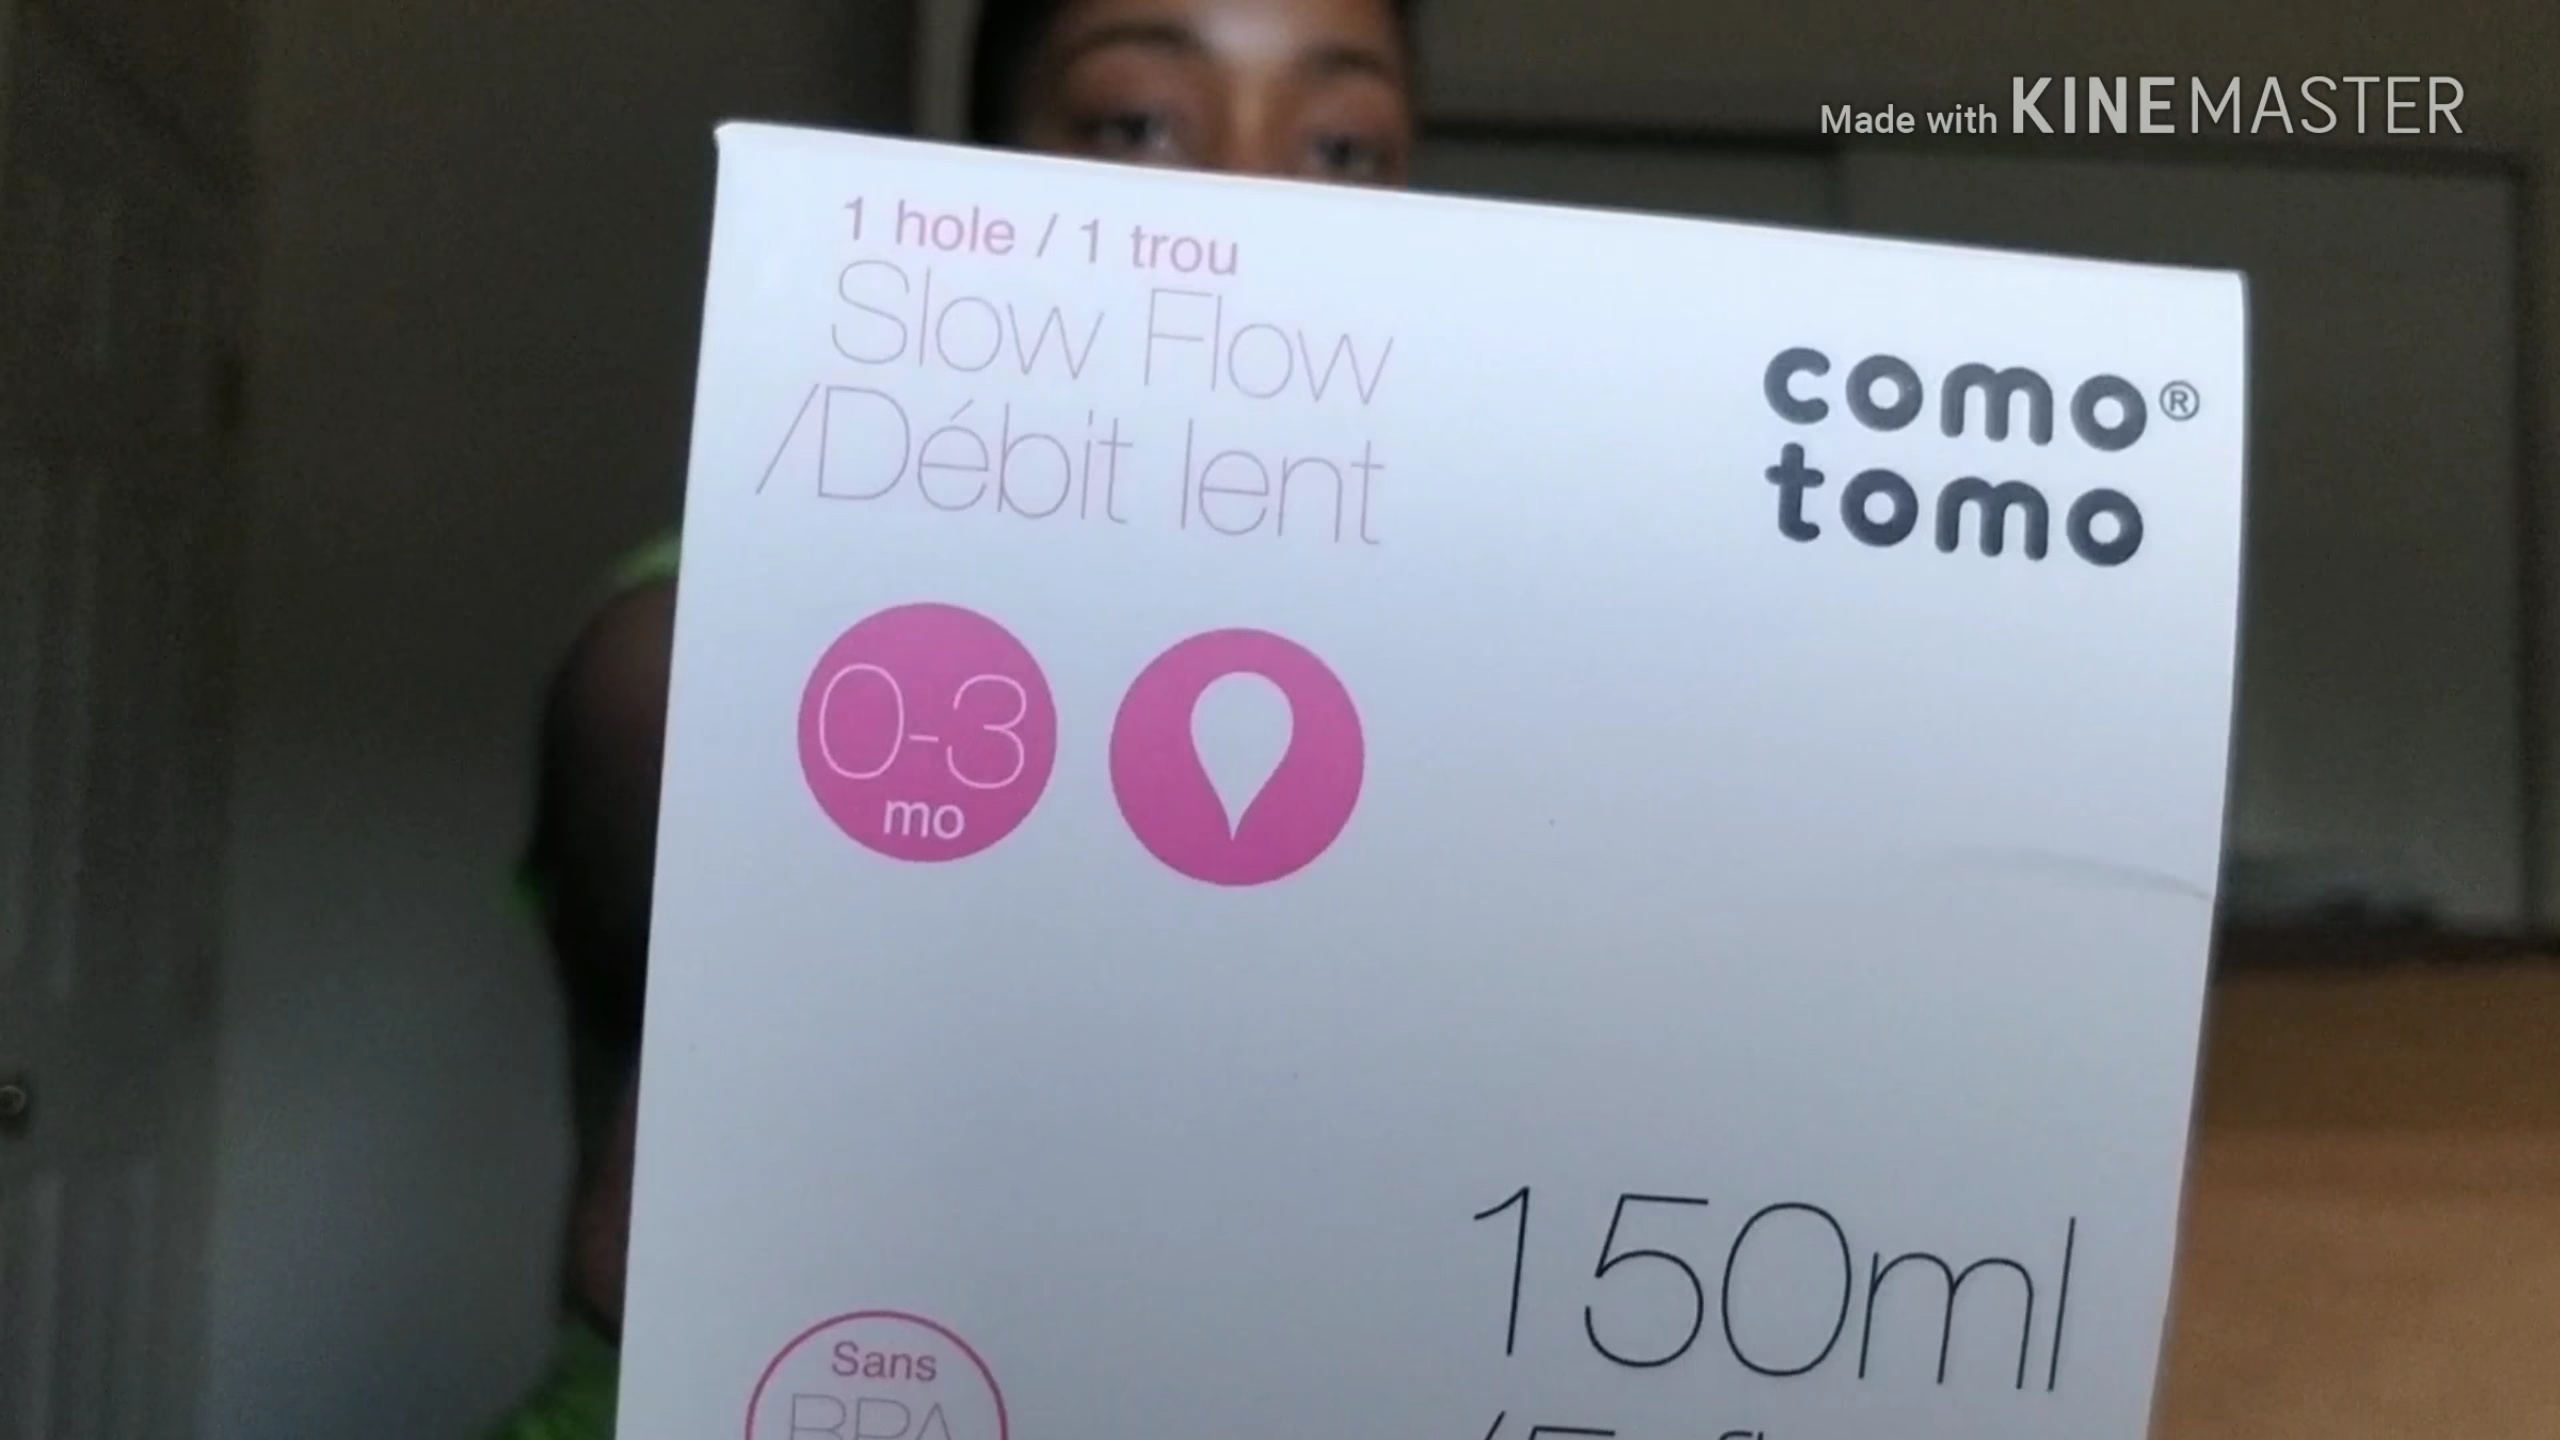 Made with KINEMASTER
1 hole / 1 trou
Slow Flow
/Débit lent
como®
tomo
0-3
mo
150ml
Sans
BPA